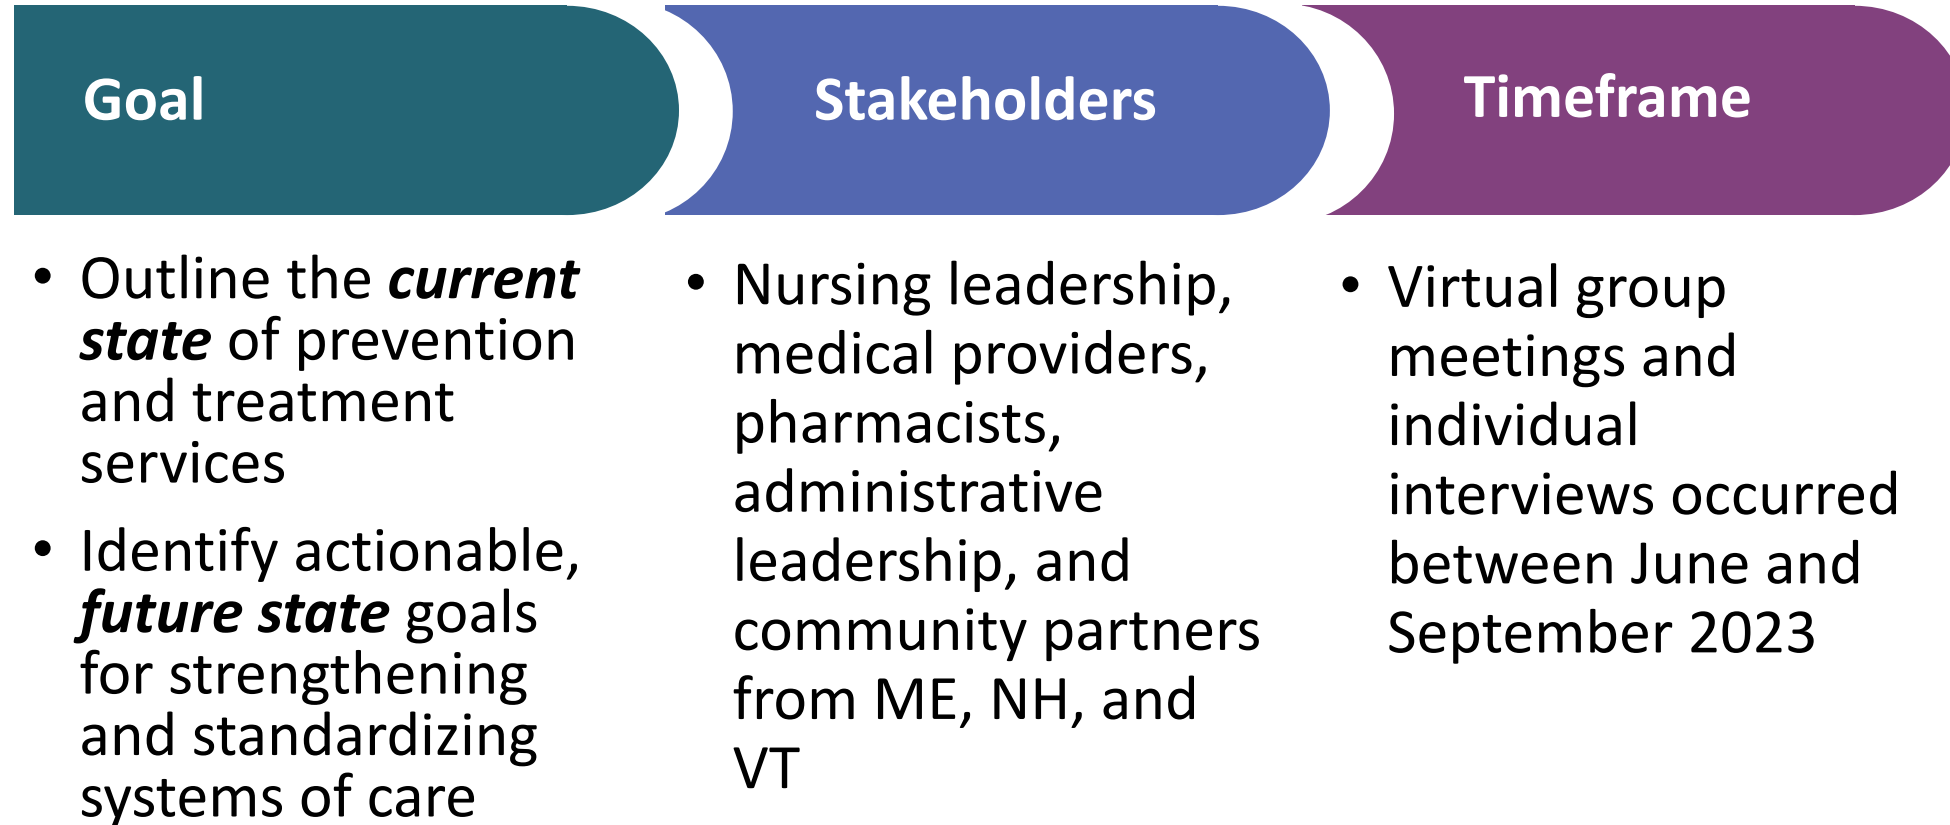 Goal
• Outline the current
state of prevention
and treatment
services
• Identify actionable,
future state goals
for strengthening
and standardizing
systems of care
Stakeholders
• Nursing leadership,
medical providers,
pharmacists,
administrative
leadership, and
community partners
from ME, NH, and
VT
Timeframe
• Virtual group
meetings and
individual
interviews occurred
between June and
September 2023